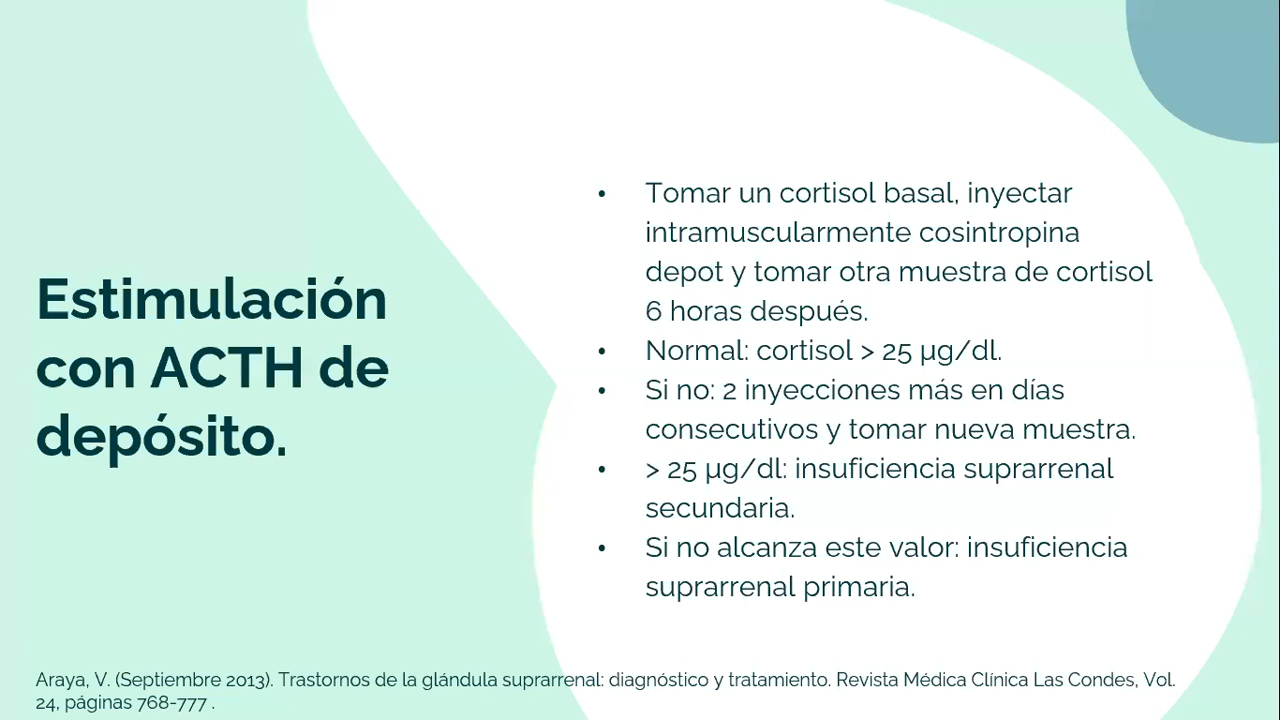 Estimulación
con ACTH de
depósito.
• Tomar un cortisol basal, inyectar
intramuscularmente cosintropina
depot y tomar otra muestra de cortisol
6 horas después.
• Normal: cortisol > 25 µg/dl.
• Si no: 2 inyecciones más en días
consecutivos y tomar nueva muestra.
• > 25 µg/dl: insuficiencia suprarrenal
secundaria.
• Si no alcanza este valor: insuficiencia
suprarrenal primaria.
Araya, V. (Septiembre 2013). Trastornos de la glándula suprarrenal: diagnóstico y tratamiento. Revista Médica Clínica Las Condes, Vol.
24, páginas 768-777 .